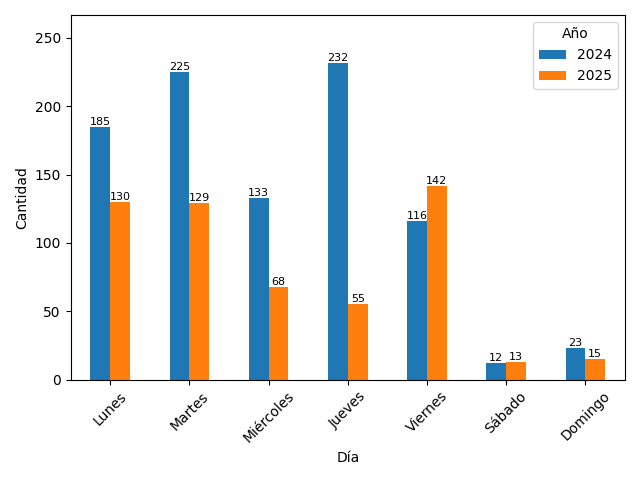 Año
2024
2025
Cantidad
250
200
150
100
50
0
185
130
225
129
133
68
232
55
116
142
12
13
23
15
Lunes
Martes
Miércoles
Jueves
Viernes
Sábado
Domingo
Día